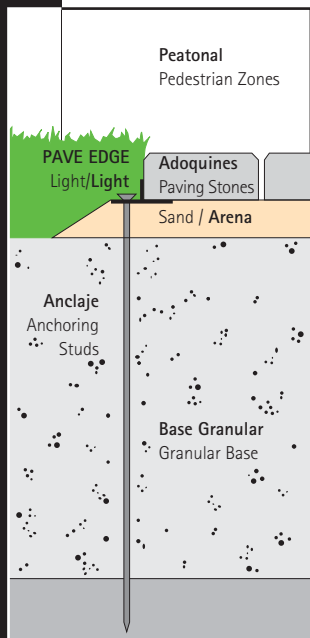 Peatonal
Pedestrian Zones
PAVE EDGE
Light/Light
Adoquines
Paving Stones
Sand / Arena
Anclaje
Anchoring
Studs
Base Granular
Granular Base